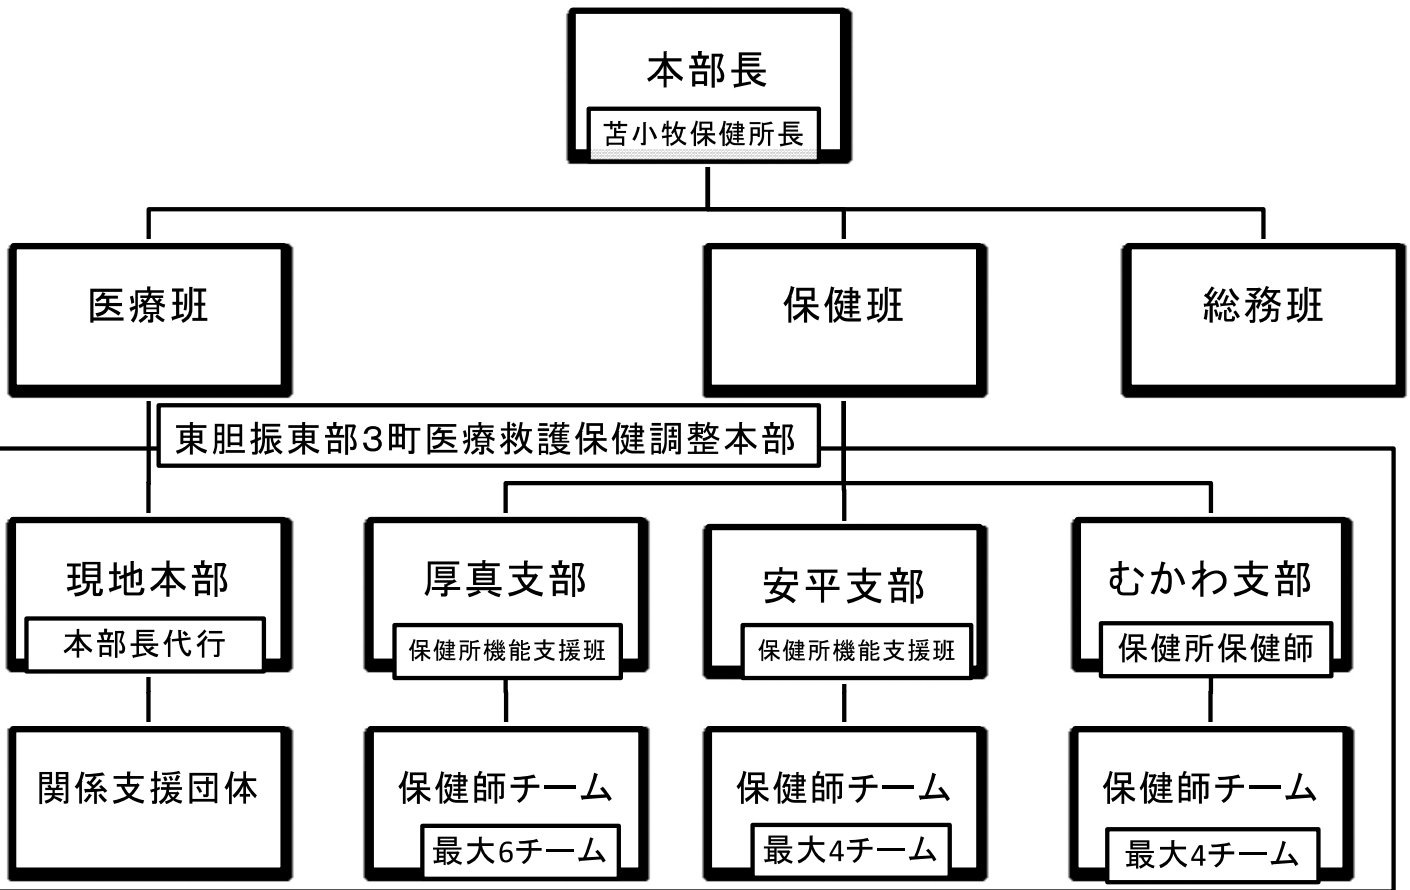 本部長
苫小牧保健所長
医療班
保健班
総務班
東胆振東部3町医療救護保健調整本部
現地本部
本部長代行
厚真支部
保健所機能支援班
安平支部
保健所機能支援班
むかわ支部
保健所保健師
関係支援団体
保健師チーム
最大6チーム
保健師チーム
最大4チーム
保健師チーム
最大4チーム